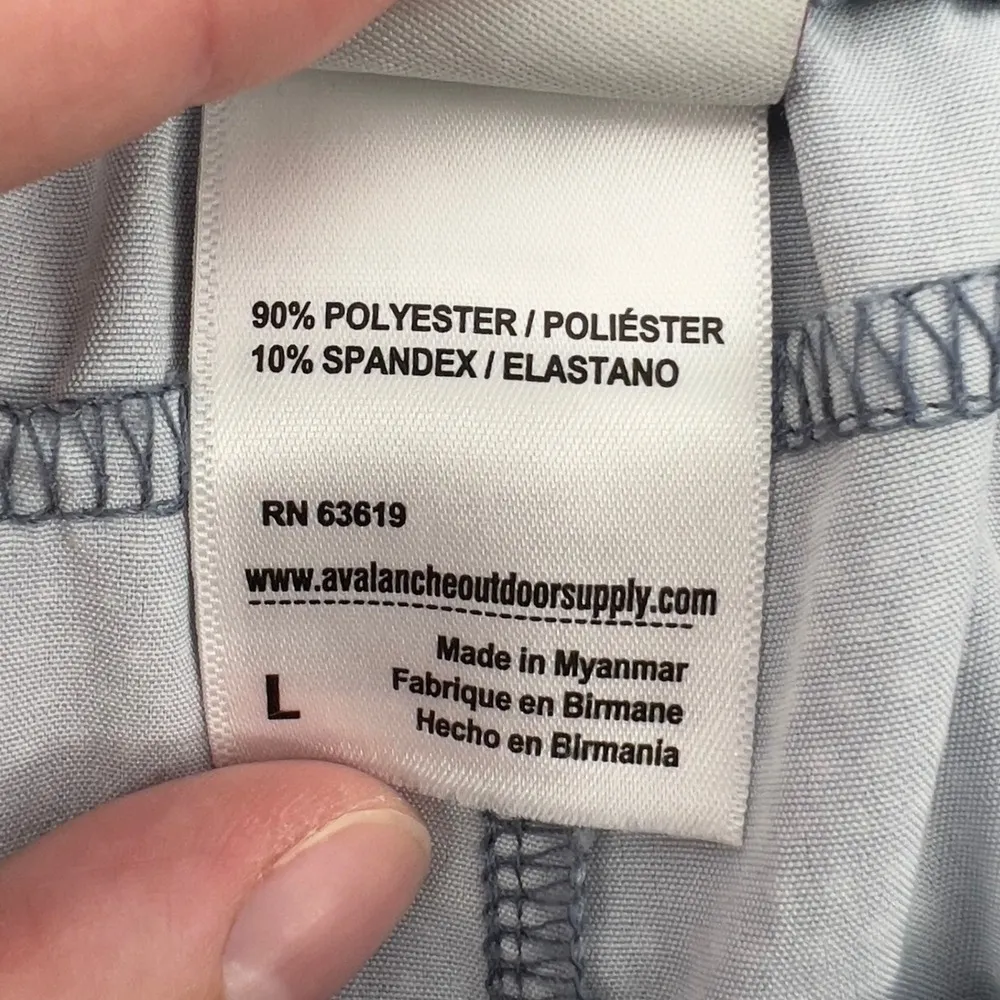 90% POLYESTER / POLIÉSTER
10% SPANDEX / ELASTANO
RN 63619
www.avalancheoutdoorsupply.com
Made in Myanmar
Fabrique en Birmane
Hecho en Birmania
L